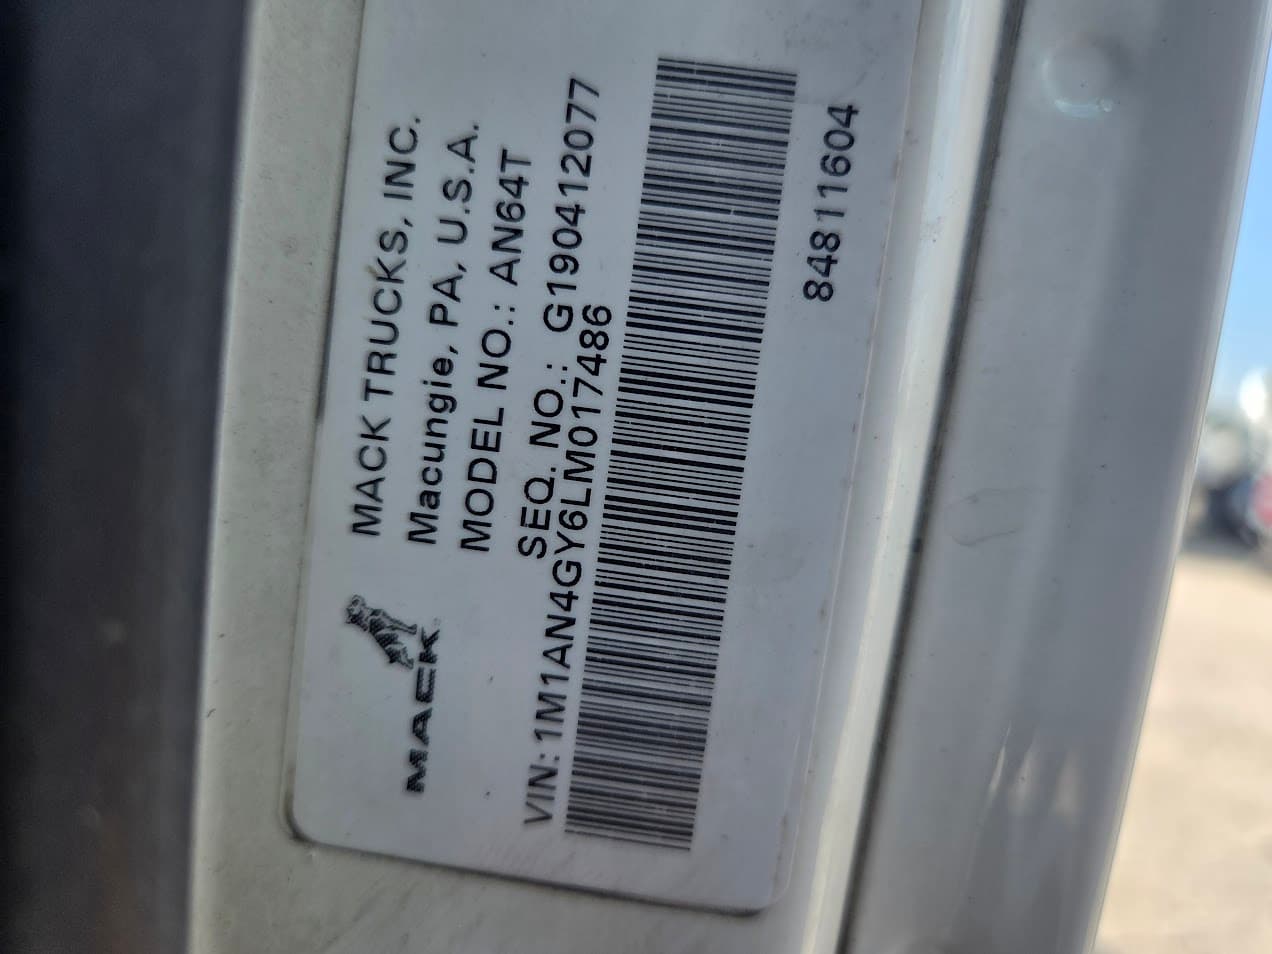 MACK
MACK TRUCKS, INC.
Macungie, PA, U.S.A.
MODEL NO.: AN64T
SEQ. NO.: G190412077
VIN: 1M1AN4GY6LM017486
84811604